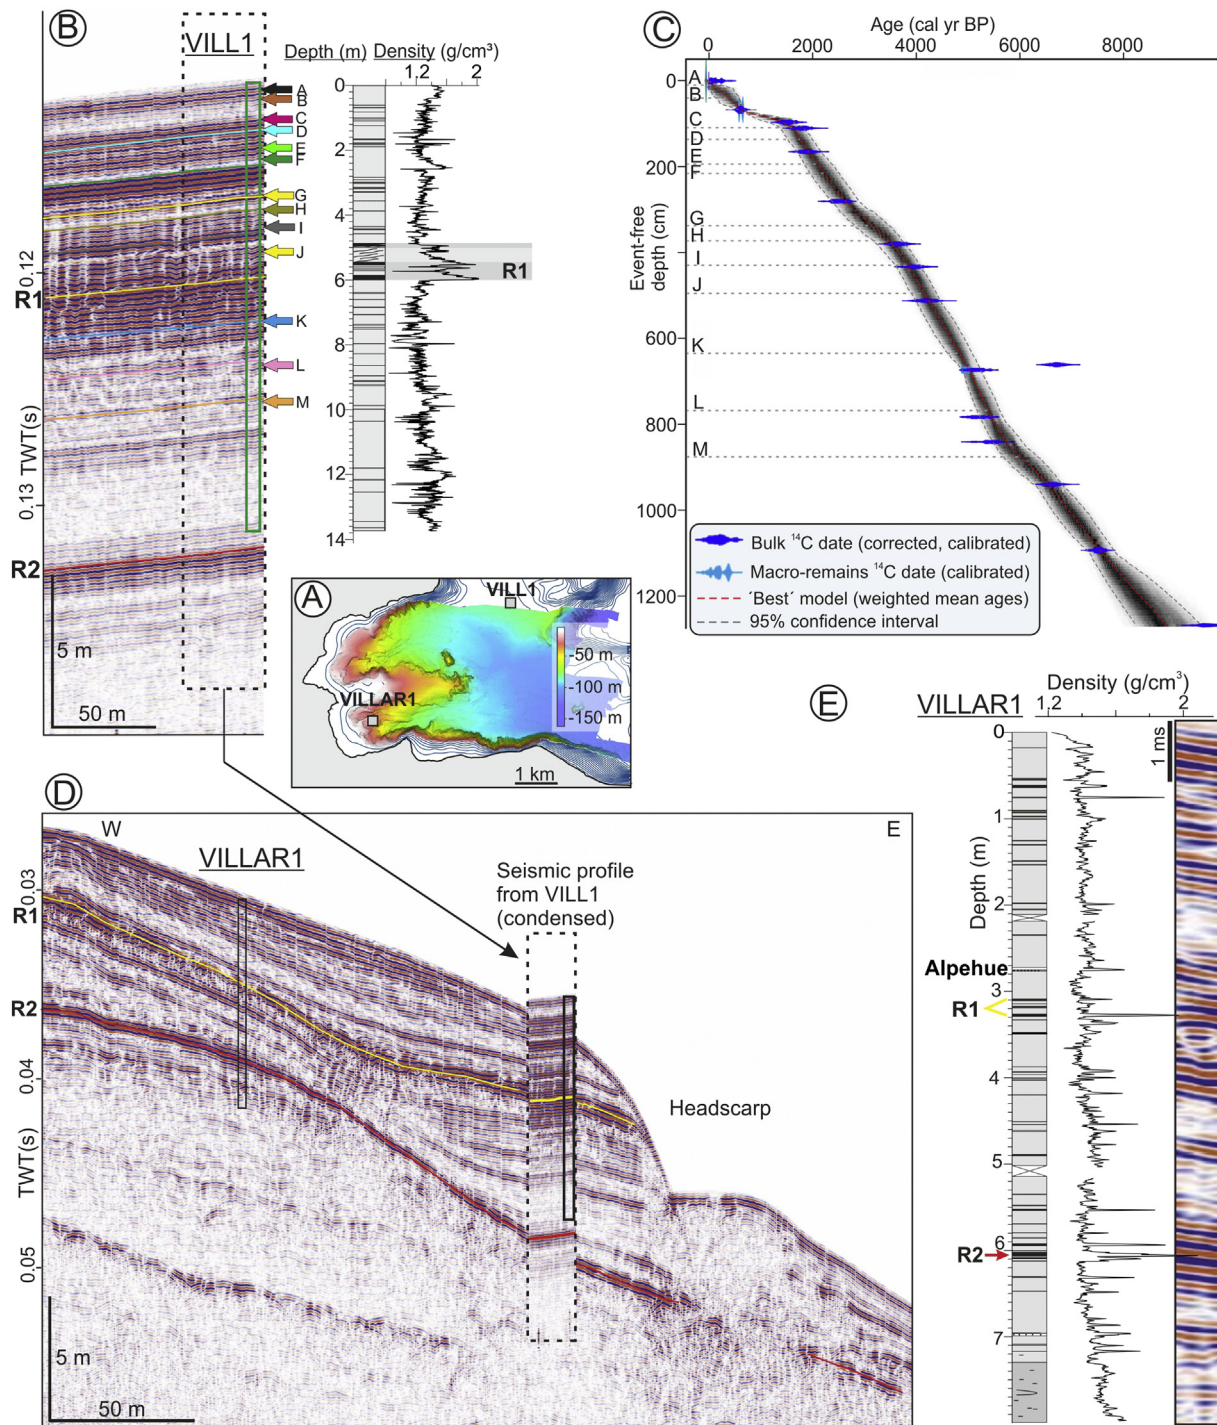 B
VILL1
A
B
C
D
E
F
G
H
I
J
K
L
M
0.12
R1
TWT(s)
0.13
R2
5 m
50 m
Depth (m) Density (g/cm³)
1,2 2
0
2
4
6
8
10
12
14
R1
C
Age (cal yr BP)
0 2000 4000 6000 8000
Event-free
depth (cm)
0
200
400
600
800
1000
1200
A
B
C
D
E
F
G
H
I
J
K
L
M
Bulk ¹⁴C date (corrected, calibrated)
Macro-remains ¹⁴C date (calibrated)
´Best´ model (weighted mean ages)
95% confidence interval
A
VILL1
VILLAR1
-50 m
-100 m
-150 m
1 km
D
W
E
VILLAR1
Seismic profile
from VILL1
(condensed)
Headscarp
0.03
R1
R2
0.04
TWT(s)
0.05
5 m
50 m
E
VILLAR1
Density (g/cm³)
1,2 2
1 ms
Depth (m)
0
1
2
3
4
5
6
7
Alpehue
R1
R2